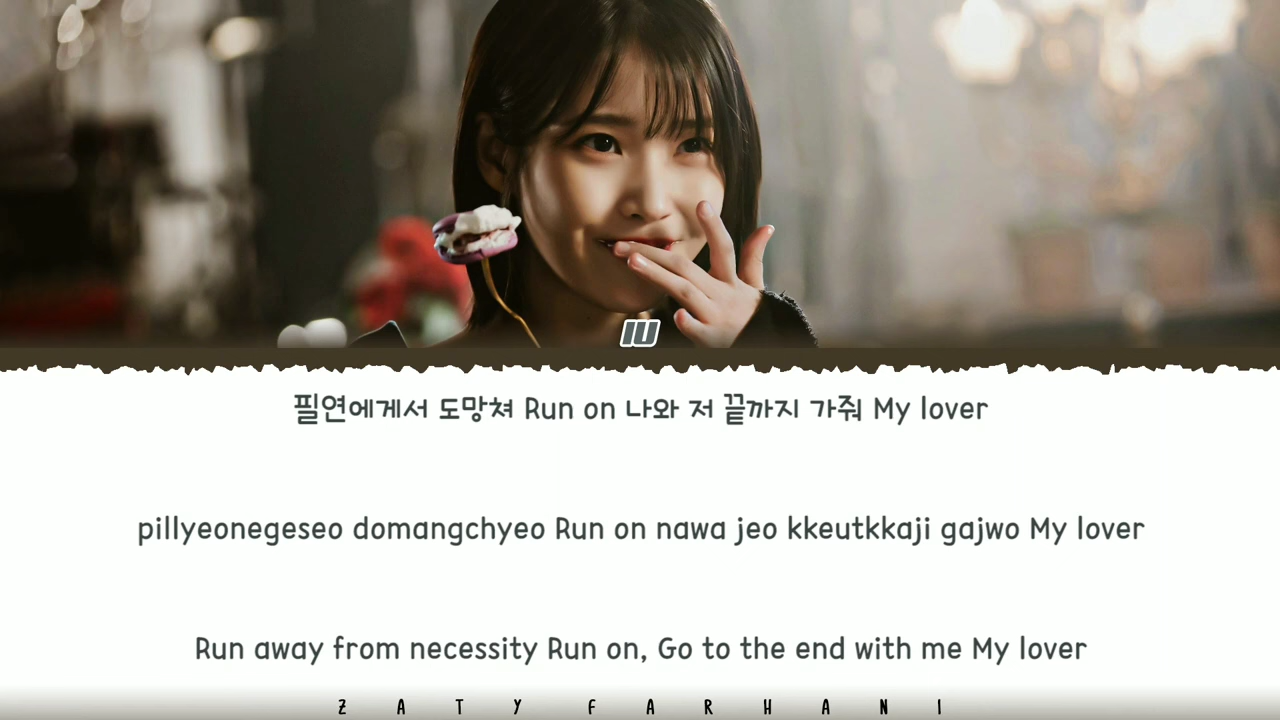 IU
필연에게서 도망쳐 Run on 나와 저 끝까지 가줘 My lover
pillyeonegeseo domangchyeo Run on nawa jeo kkeutkkaji gajwo My lover
Run away from necessity Run on, Go to the end with me My lover
ZATY FARHANI